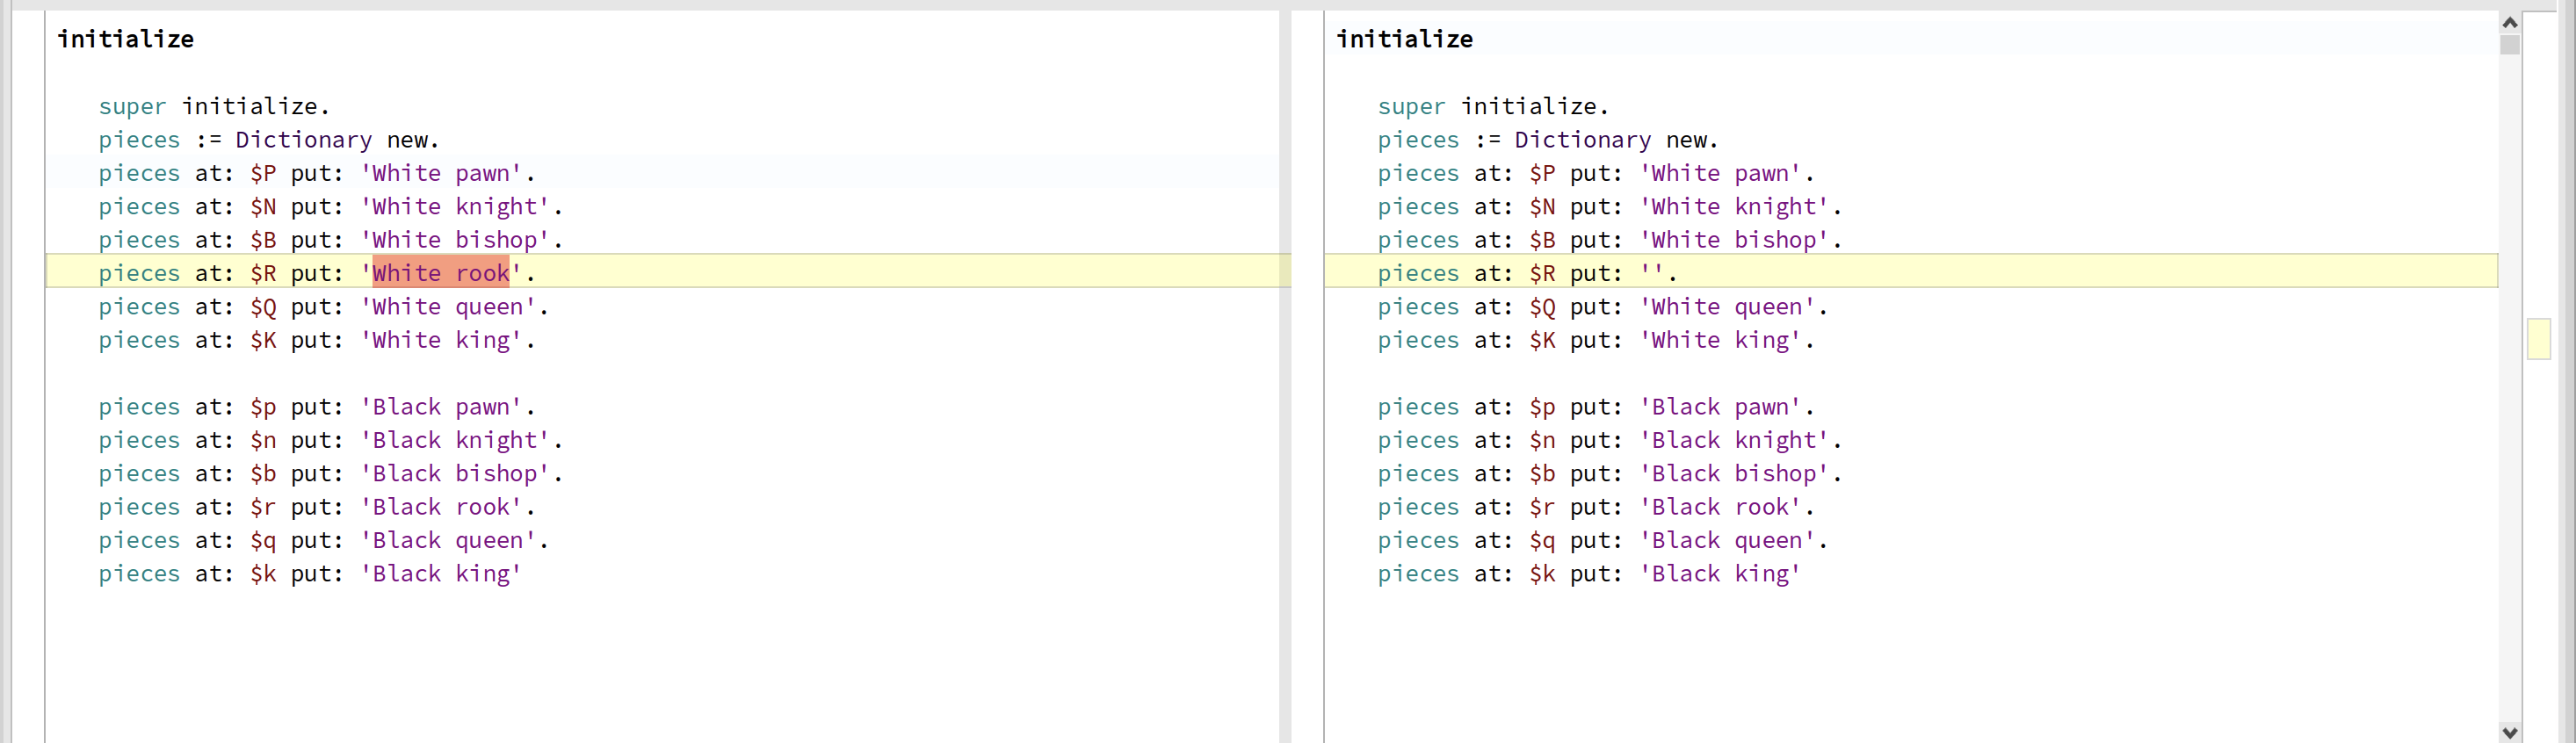 initialize
super initialize.
pieces := Dictionary new.
pieces at: $P put: 'White pawn'.
pieces at: $N put: 'White knight'.
pieces at: $B put: 'White bishop'.
pieces at: $R put: 'White rook'.
pieces at: $Q put: 'White queen'.
pieces at: $K put: 'White king'.
pieces at: $p put: 'Black pawn'.
pieces at: $n put: 'Black knight'.
pieces at: $b put: 'Black bishop'.
pieces at: $r put: 'Black rook'.
pieces at: $q put: 'Black queen'.
pieces at: $k put: 'Black king'
initialize
super initialize.
pieces := Dictionary new.
pieces at: $P put: 'White pawn'.
pieces at: $N put: 'White knight'.
pieces at: $B put: 'White bishop'.
pieces at: $R put: ''.
pieces at: $Q put: 'White queen'.
pieces at: $K put: 'White king'.
pieces at: $p put: 'Black pawn'.
pieces at: $n put: 'Black knight'.
pieces at: $b put: 'Black bishop'.
pieces at: $r put: 'Black rook'.
pieces at: $q put: 'Black queen'.
pieces at: $k put: 'Black king'